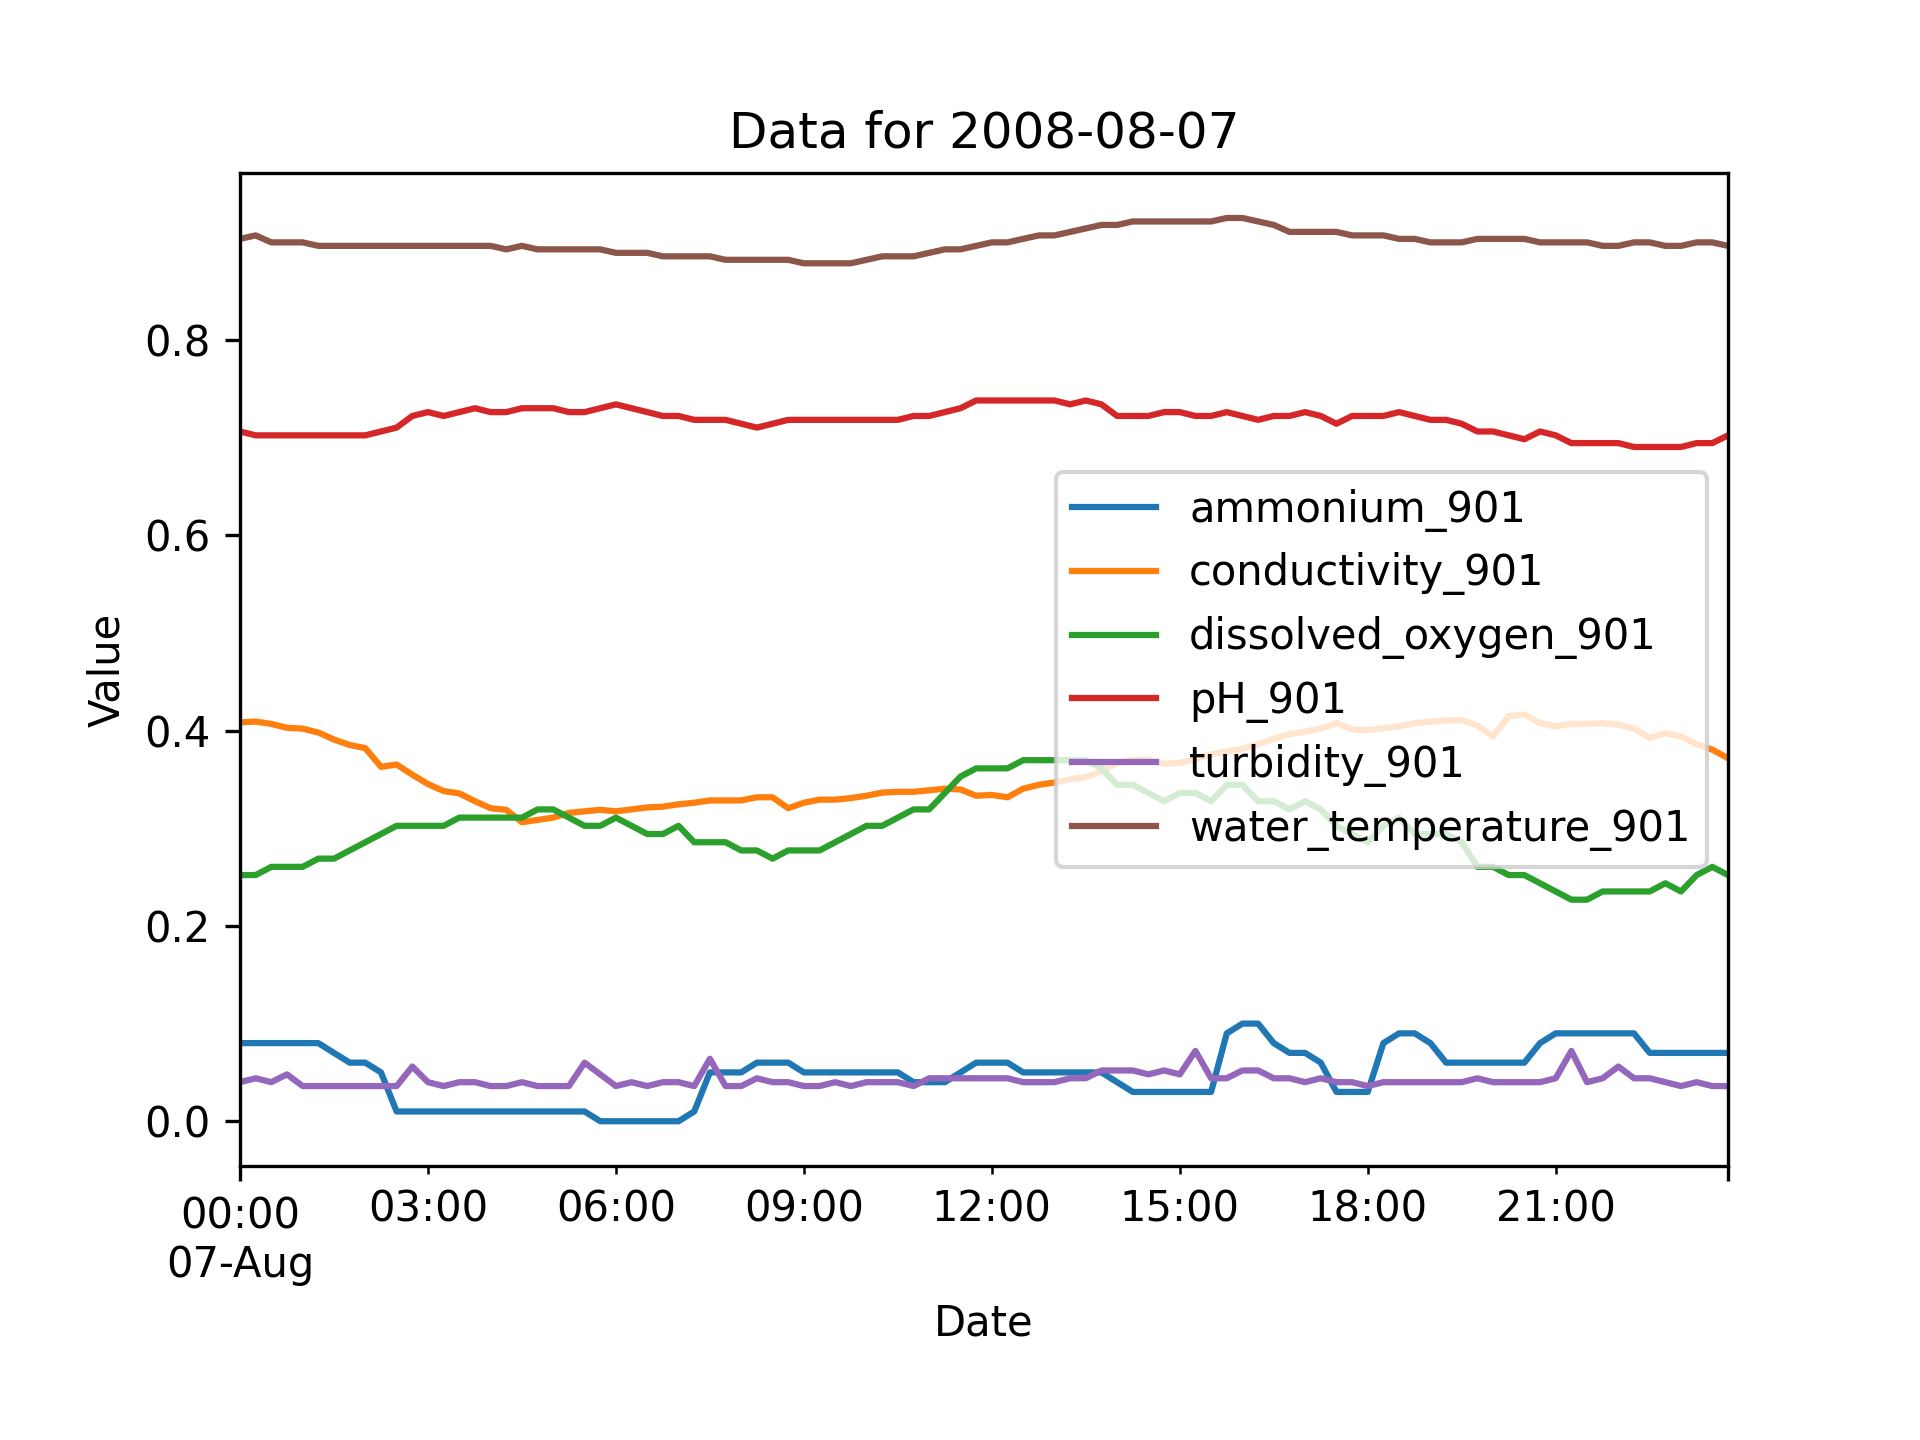 Data for 2008-08-07
Value
0.8
0.6
0.4
0.2
0.0
ammonium_901
conductivity_901
dissolved_oxygen_901
pH_901
turbidity_901
water_temperature_901
00:00 03:00 06:00 09:00 12:00 15:00 18:00 21:00
07-Aug
Date